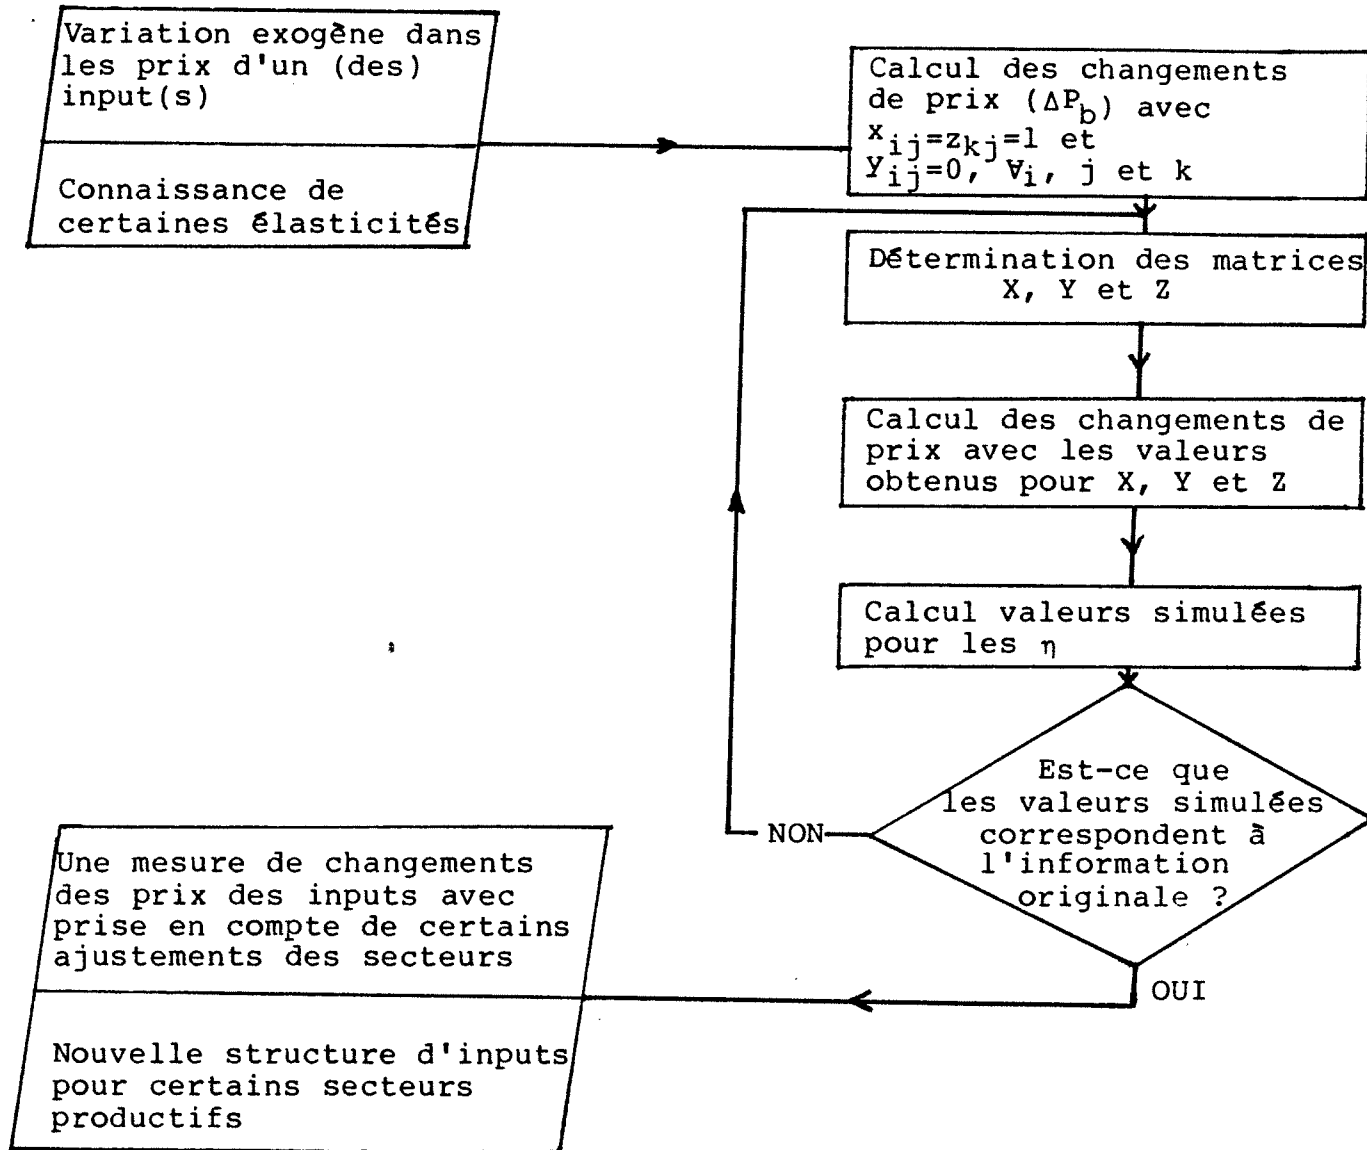 Variation exogène dans
les prix d'un (des)
input(s)
Connaissance de
certaines élasticités
Calcul des changements
de prix (ΔP_b) avec
x_ij=z_kj=1 et
Y_ij=0, ∀_i, j et k
Détermination des matrices
X, Y et Z
Calcul des changements de
prix avec les valeurs
obtenus pour X, Y et Z
Calcul valeurs simulées
pour les η
Est-ce que
les valeurs simulées
correspondent à
l'information
originale ?
NON
OUI
Une mesure de changements
des prix des inputs avec
prise en compte de certains
ajustements des secteurs
Nouvelle structure d'inputs
pour certains secteurs
productifs